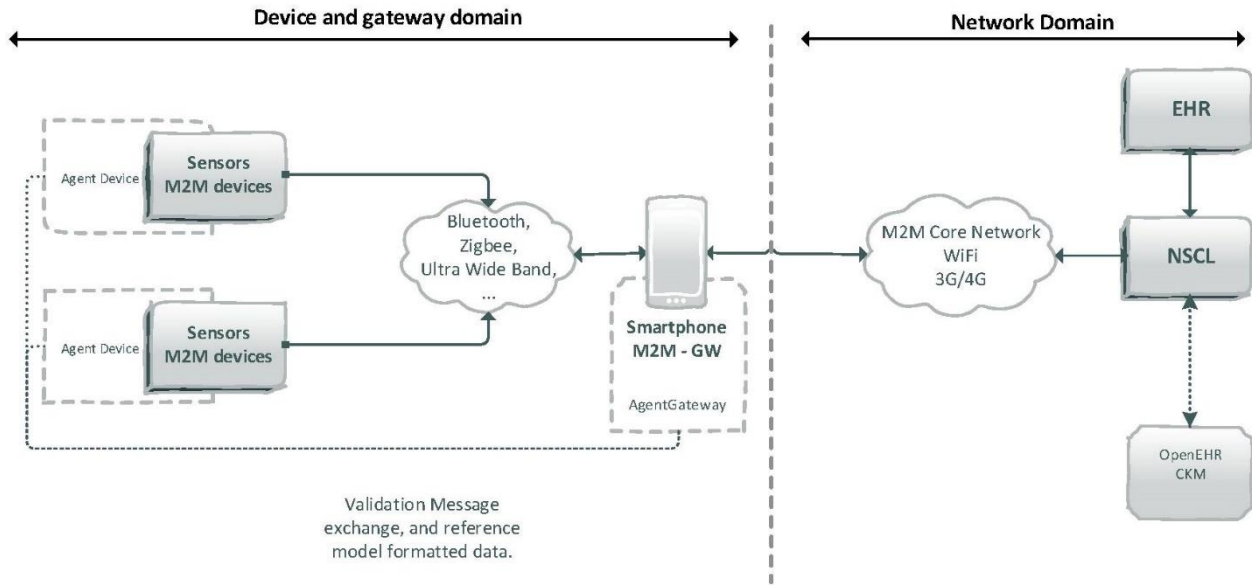 Device and gateway domain
Network Domain
EHR
Agent Device
Sensors
M2M devices
Bluetooth,
Zigbee,
Ultra Wide Band,
...
M2M Core Network
WiFi
3G/4G
NSCL
Agent Device
Sensors
M2M devices
Smartphone
M2M - GW
AgentGateway
OpenEHR
CKM
Validation Message
exchange, and reference
model formatted data.